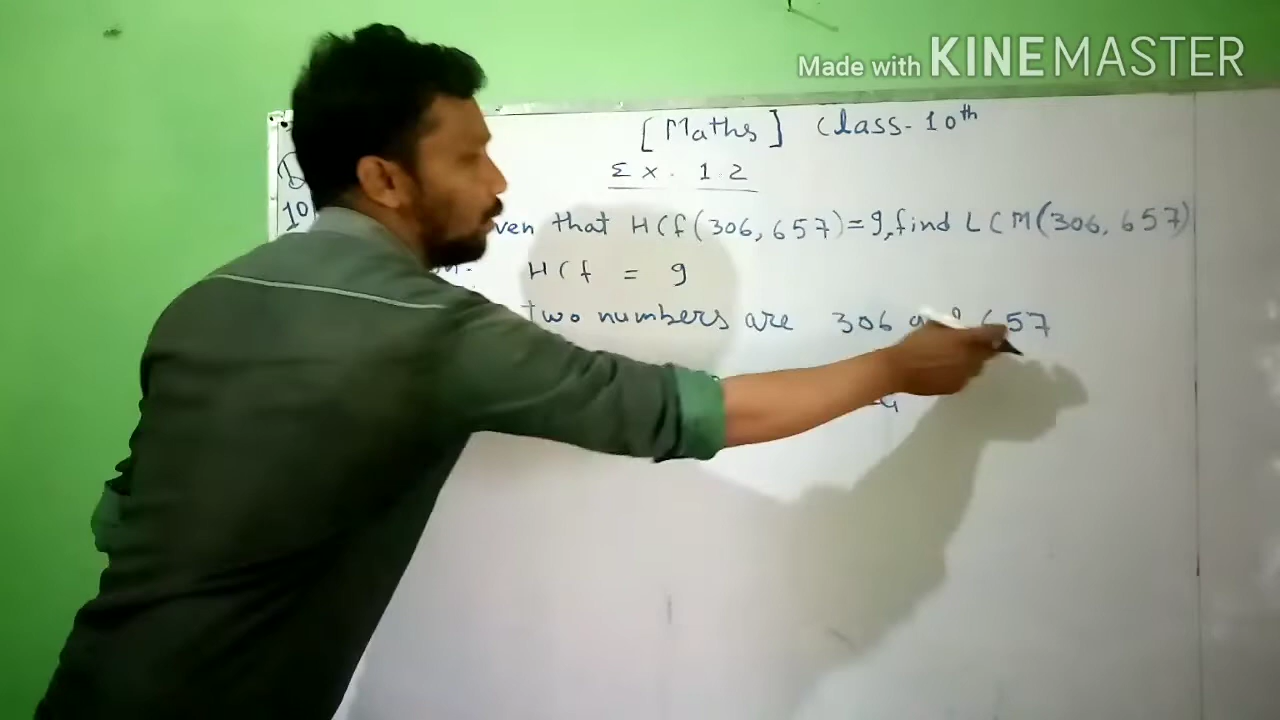 Made with KINEMASTER
[Maths] Class-10th
Ex. 1.2
10
ven that HCf(306,657)=9,find LCM(306,657)
HCf = 9
two numbers are 306 657